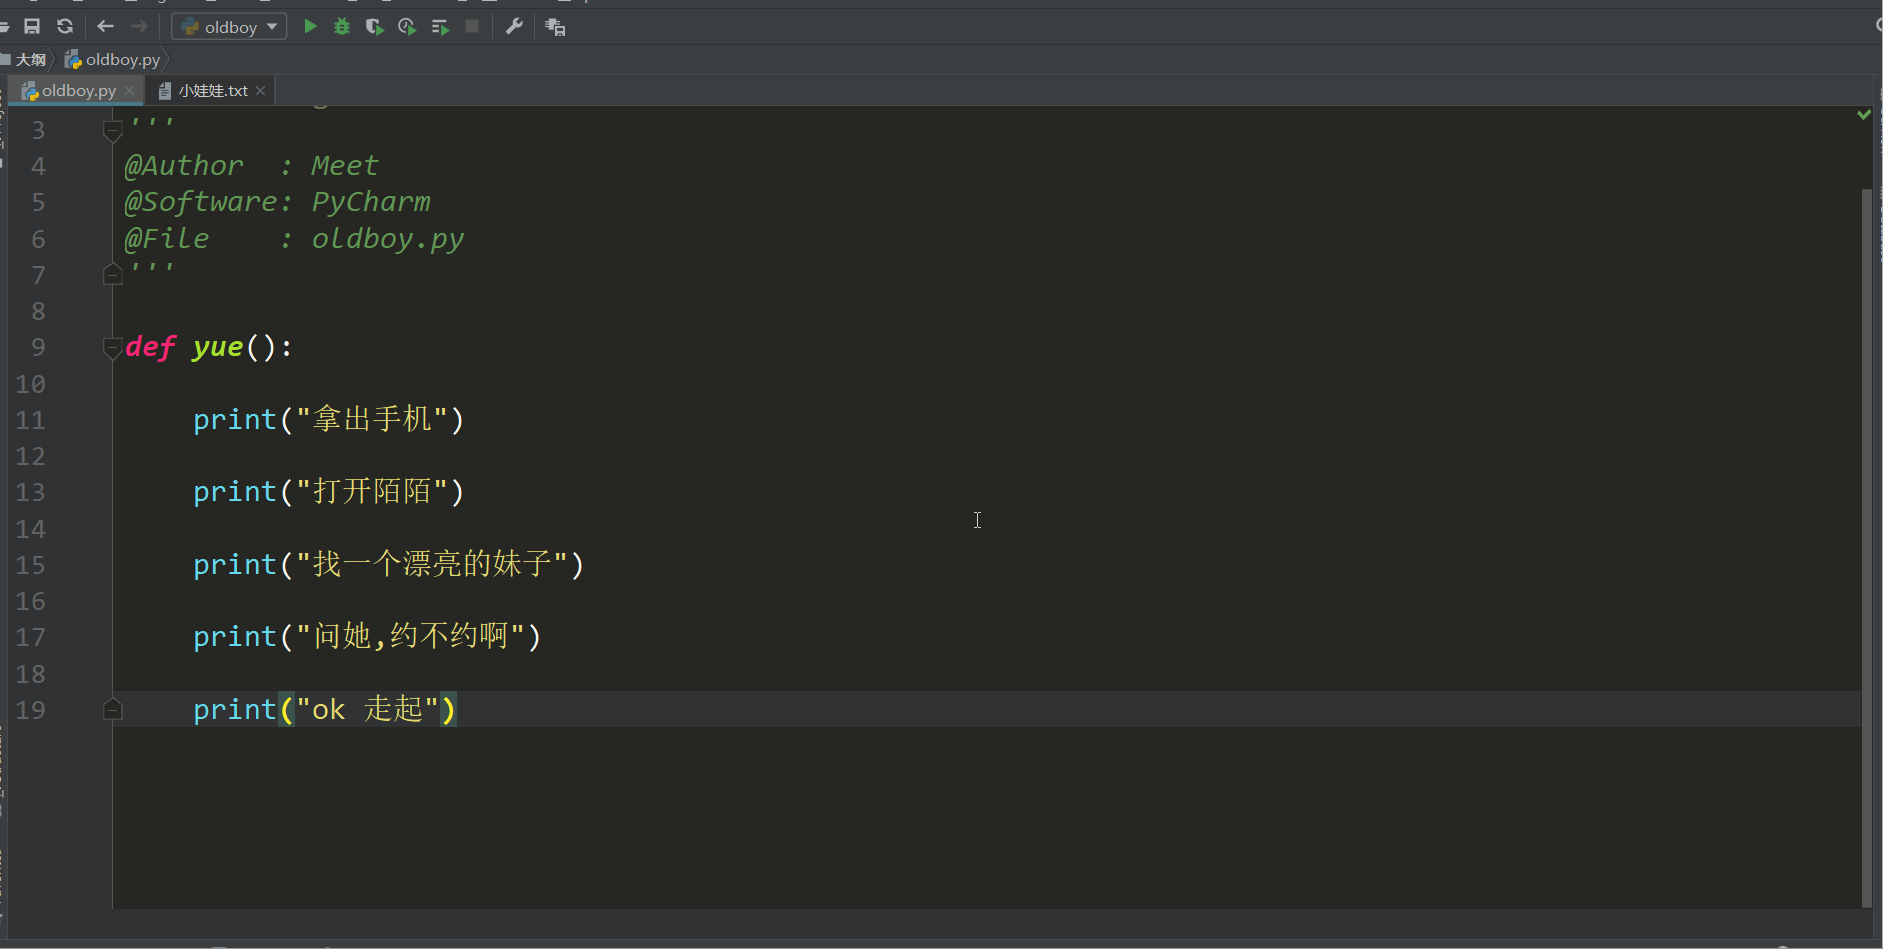 oldboy
大纲 oldboy.py
oldboy.py 小娃娃.txt
3 '''
4 @Author  : Meet
5 @Software: PyCharm
6 @File    : oldboy.py
7 '''
8
9 def yue():
10
11     print("拿出手机")
12
13     print("打开陌陌")
14
15     print("找一个漂亮的妹子")
16
17     print("问她,约不约啊")
18
19     print("ok 走起")